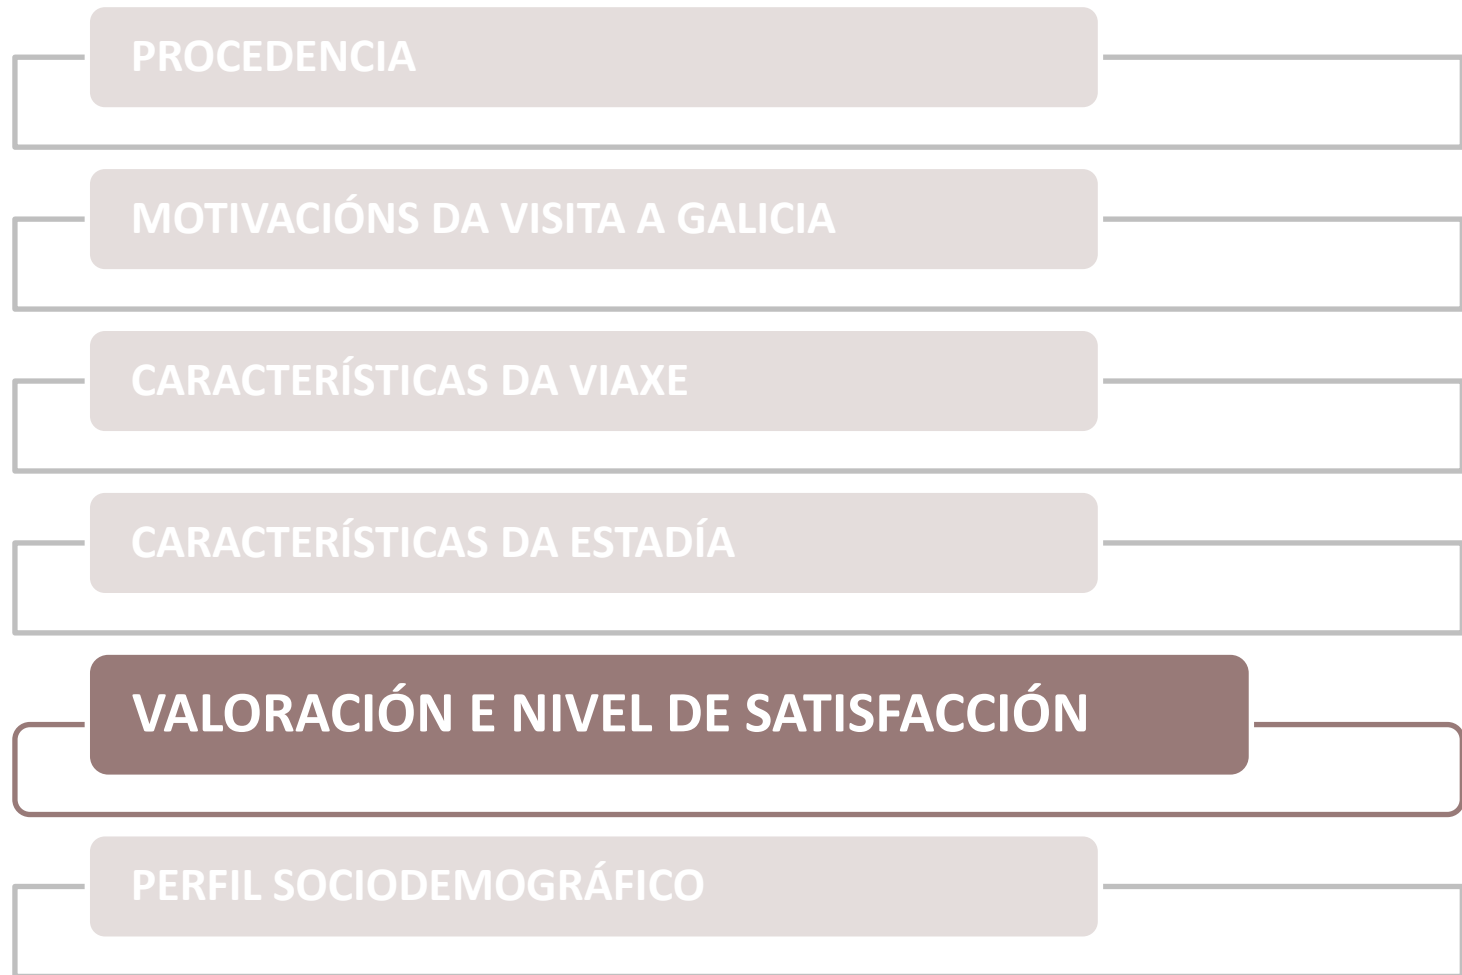 PROCEDENCIA
MOTIVACIÓNS DA VISITA A GALICIA
CARACTERÍSTICAS DA VIAXE
CARACTERÍSTICAS DA ESTADÍA
VALORACIÓN E NIVEL DE SATISFACCIÓN
PERFIL SOCIODEMOGRÁFICO